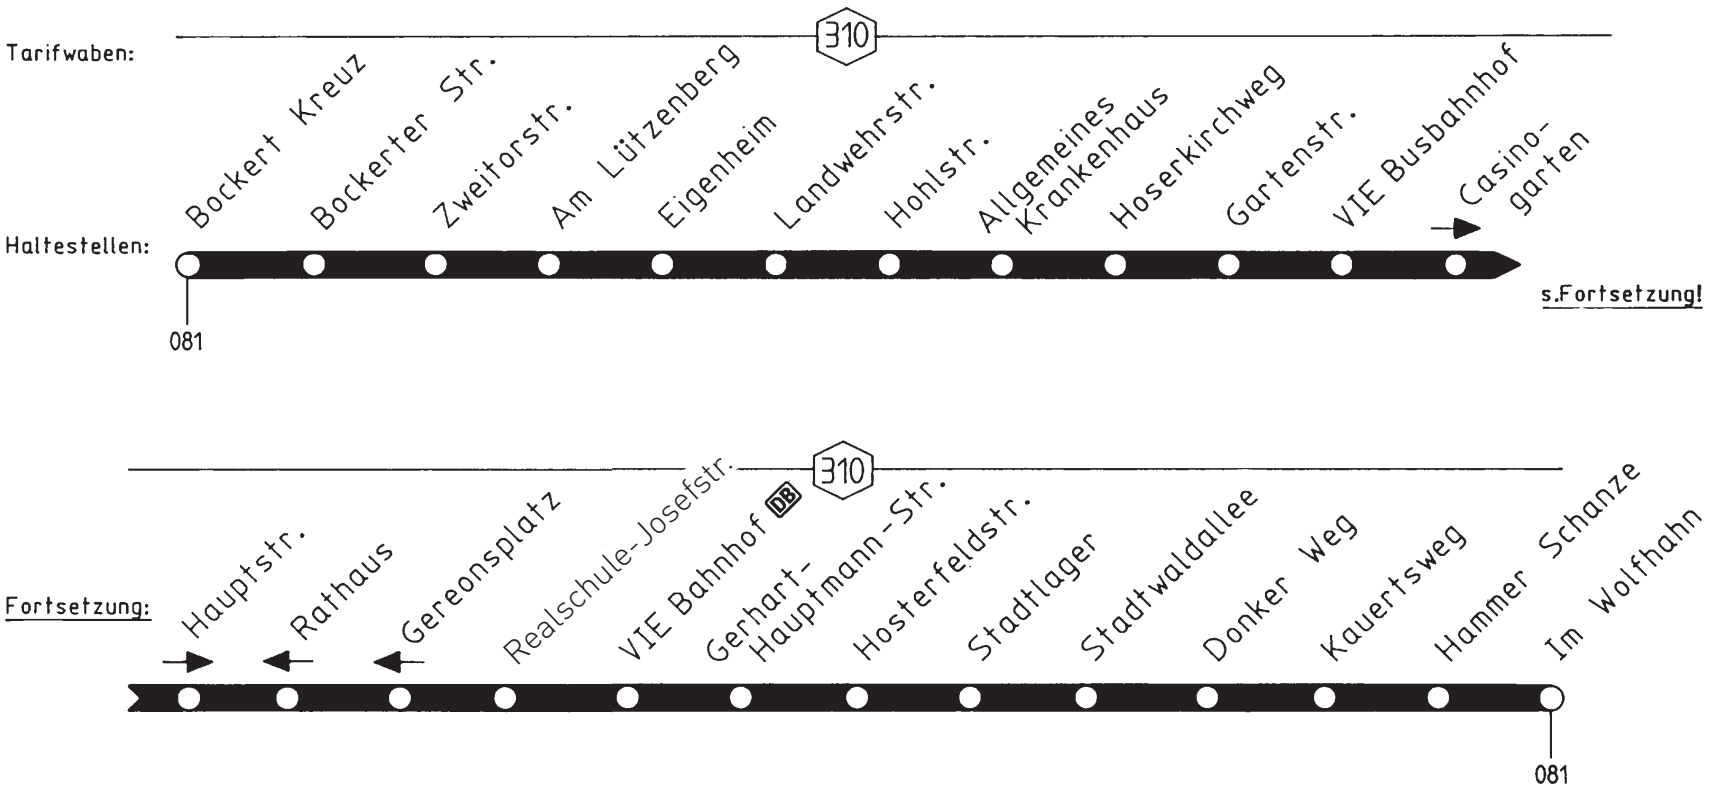 310
Tarifwaben:
Bockert Kreuz
Bockerter Str.
Zweitorstr.
Am Lützenberg
Eigenheim
Landwehrstr.
Hohlstr.
Allgemeines
Krankenhaus
Hoserkirchweg
Gartenstr.
VIE Busbahnhof
Casino-
garten
Haltestellen:
s.Fortsetzung!
081
310
Hauptstr.
Rathaus
Gereonsplatz
Realschule-Josefstr.
VIE Bahnhof DB
Gerhart-
Hauptmann-Str.
Hosterfeldstr.
Stadtlager
Stadtwaldallee
Donker Weg
Kauertsweg
Hammer Schanze
Im Wolfhahn
Fortsetzung:
081